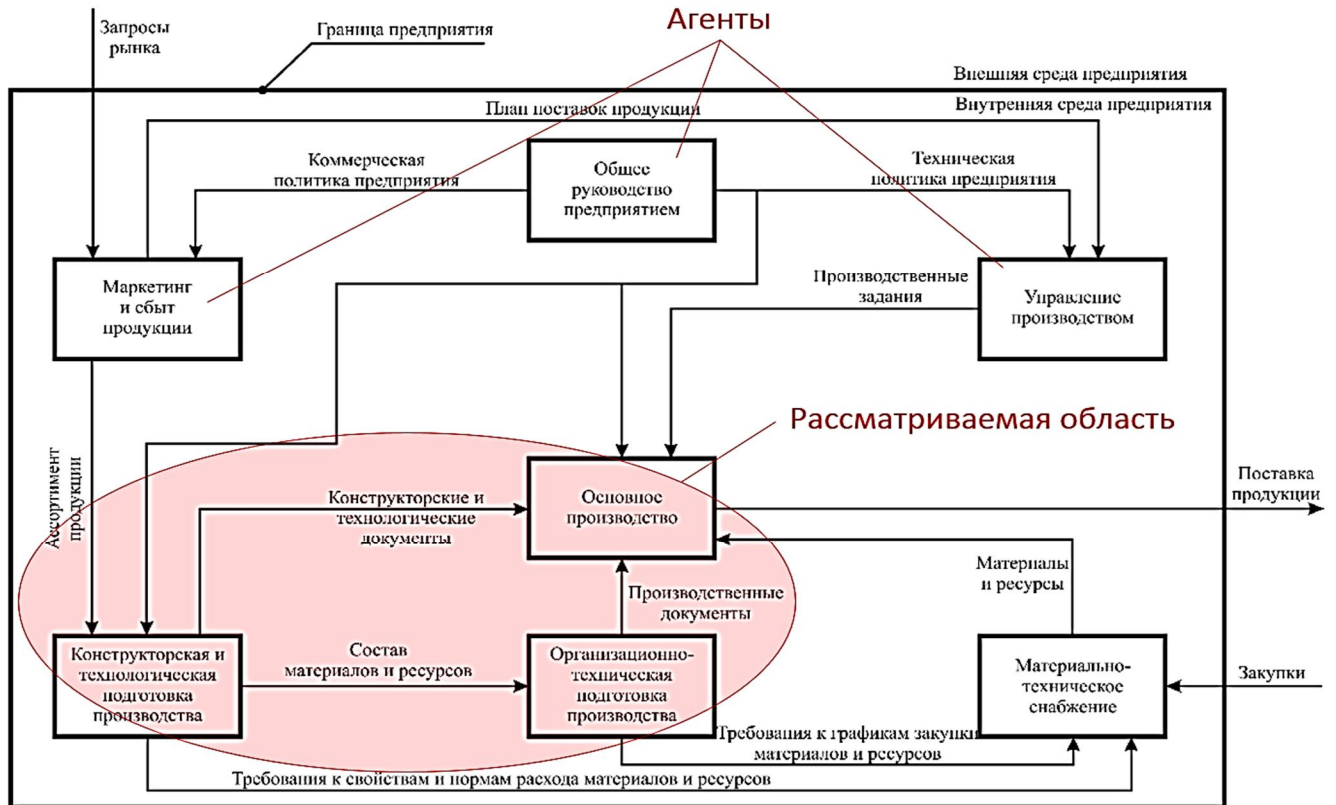 Запросы
рынка
Граница предприятия
Агенты
Внешняя среда предприятия
Внутренняя среда предприятия
План поставок продукции
Коммерческая
политика предприятия
Общее
руководство
предприятием
Техническая
политика предприятия
Маркетинг
и сбыт
продукции
Производственные
задания
Управление
производством
Рассматриваемая область
Ассортимент
продукции
Конструкторские и
технологические
документы
Основное
производство
Поставка
продукции
Материалы
и ресурсы
Производственные
документы
Конструкторская и
технологическая
подготовка
производства
Состав
материалов и ресурсов
Организационно-
техническая
подготовка
производства
Материально-
техническое
снабжение
Закупки
Требования к графикам закупки
материалов и ресурсов
Требования к свойствам и нормам расхода материалов и ресурсов